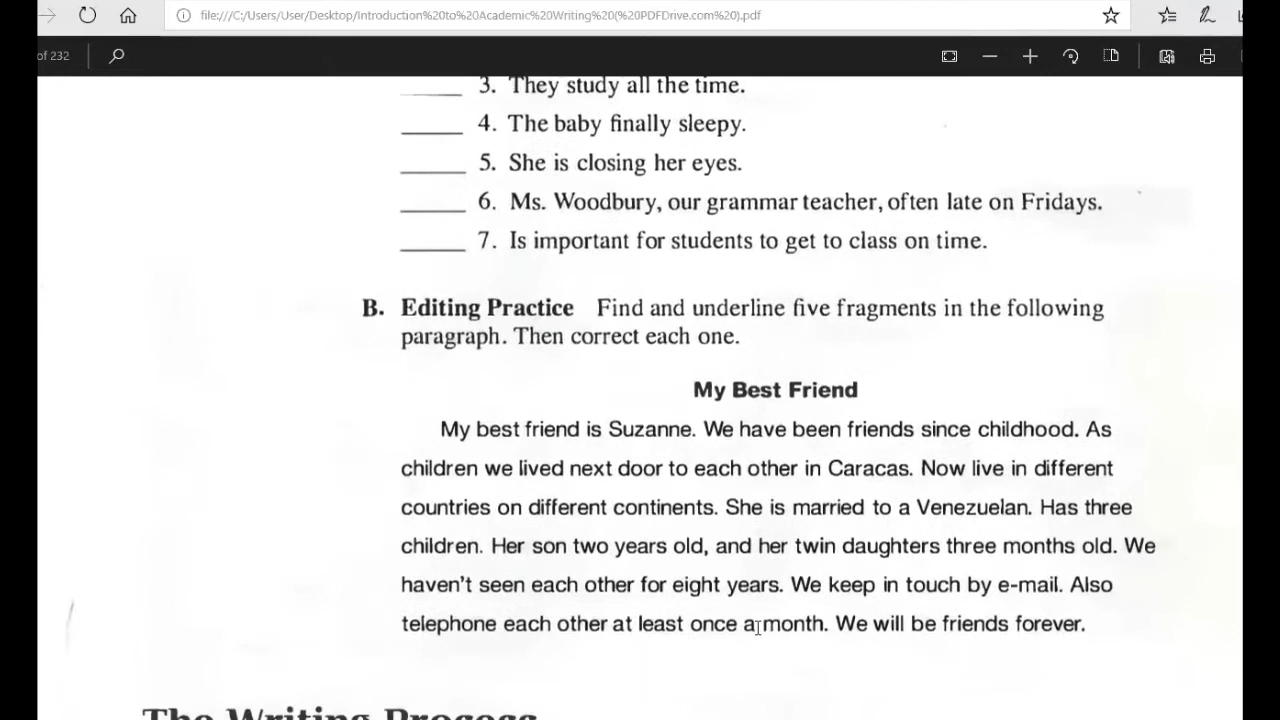 file:///C:/Users/User/Desktop/Introduction%20to%20Academic%20Writing%20(%20PDFDrive.com%20).pdf
of 232
3. They study all the time.
4. The baby finally sleepy.
5. She is closing her eyes.
6. Ms. Woodbury, our grammar teacher, often late on Fridays.
7. Is important for students to get to class on time.
B. Editing Practice Find and underline five fragments in the following
paragraph. Then correct each one.
My Best Friend
My best friend is Suzanne. We have been friends since childhood. As
children we lived next door to each other in Caracas. Now live in different
countries on different continents. She is married to a Venezuelan. Has three
children. Her son two years old, and her twin daughters three months old. We
haven't seen each other for eight years. We keep in touch by e-mail. Also
telephone each other at least once a month. We will be friends forever.
The Writing Process